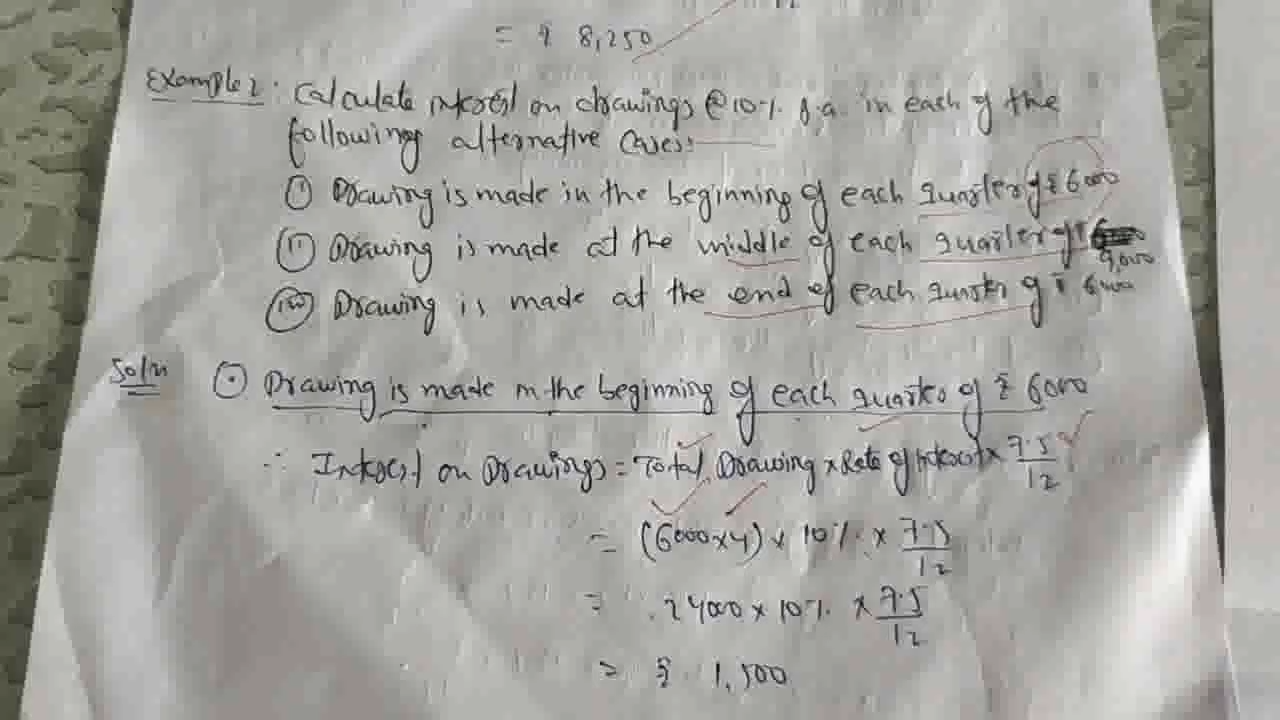 = ₹ 8,250
Example 2: Calculate interest on drawings @ 10% p.a. in each of the
following alternative Cases:
(i) Drawing is made in the beginning of each quarter of ₹ 6000
(ii) Drawing is made at the middle of each quarter of ₹ 9,000
(iii) Drawing is made at the end of each quarter of ₹ 6000
Soln (i) Drawing is made in the beginning of each quarter of ₹ 6000
∴ Interest on Drawings = Total Drawing × Rate of interest × 7.5/12
= (6000×4) × 10% × 7.5/12
= 24000 × 10% × 7.5/12
= ₹ 1,500